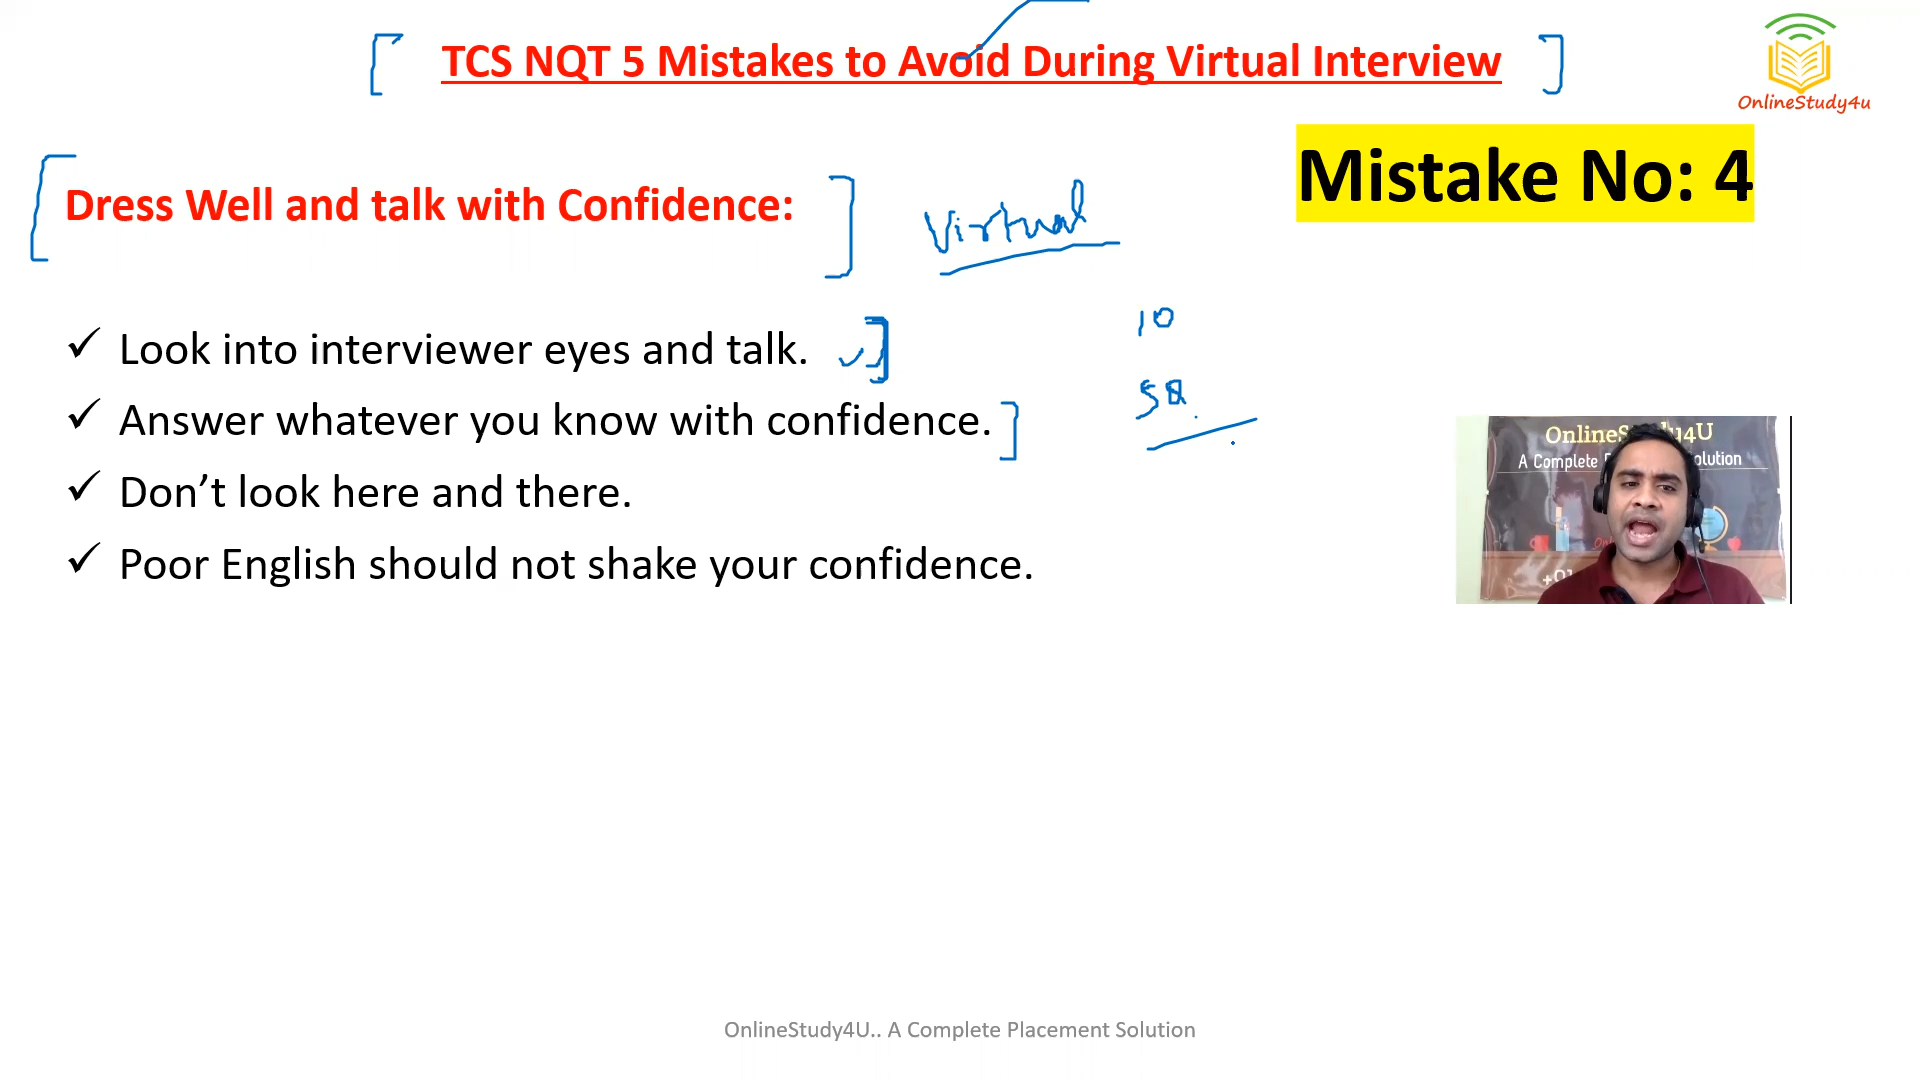 TCS NQT 5 Mistakes to Avoid During Virtual Interview
OnlineStudy4u
Mistake No: 4
Dress Well and talk with Confidence:
Virtual
✓ Look into interviewer eyes and talk.
10
✓ Answer whatever you know with confidence.
✓ Don’t look here and there.
✓ Poor English should not shake your confidence.
A Complete
OnlineStudy4U.. A Complete Placement Solution